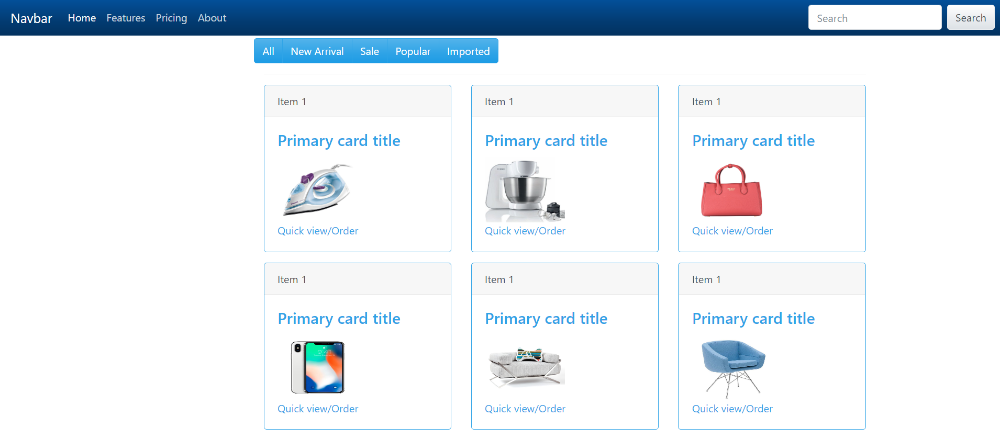 Navbar Home Features Pricing About Search Search
All New Arrival Sale Popular Imported
Item 1 Item 1 Item 1
Primary card title Primary card title Primary card title
Quick view/Order Quick view/Order Quick view/Order
Item 1 Item 1 Item 1
Primary card title Primary card title Primary card title
9:41
Quick view/Order Quick view/Order Quick view/Order